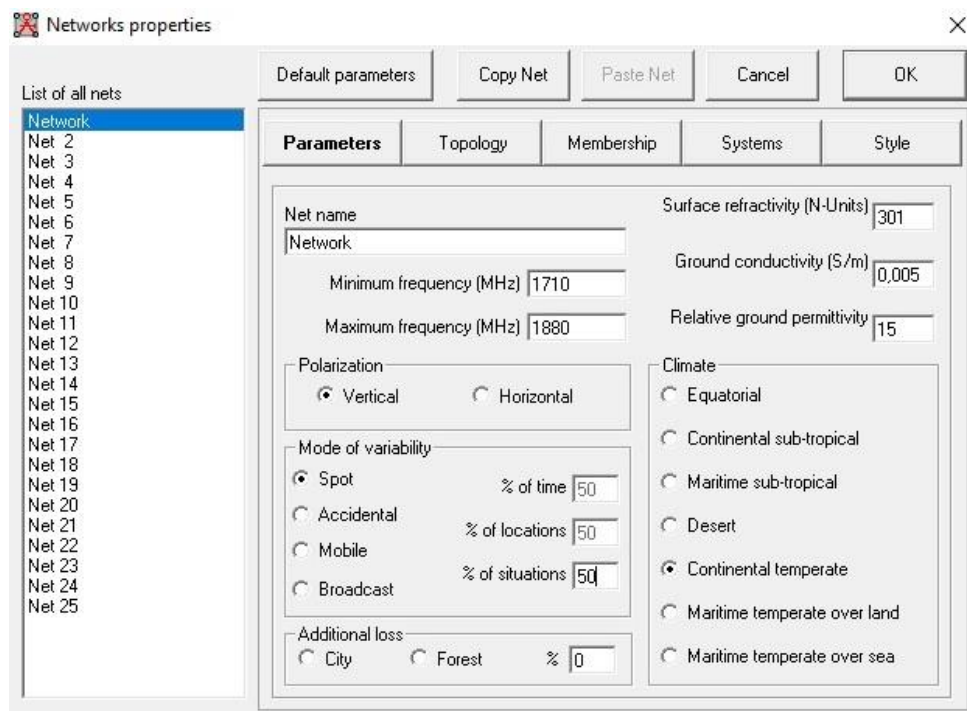 Networks properties
Default parameters
Copy Net
Paste Net
Cancel
OK
List of all nets
Network
Net 2
Net 3
Net 4
Net 5
Net 6
Net 7
Net 8
Net 9
Net 10
Net 11
Net 12
Net 13
Net 14
Net 15
Net 16
Net 17
Net 18
Net 19
Net 20
Net 21
Net 22
Net 23
Net 24
Net 25
Parameters
Topology
Membership
Systems
Style
Net name
Network
Minimum frequency (MHz) 1710
Maximum frequency (MHz) 1880
Surface refractivity (N-Units) 301
Ground conductivity (S/m) 0,005
Relative ground permittivity 15
Polarization
Vertical
Horizontal
Mode of variability
Spot
Accidental
Mobile
Broadcast
% of time 50
% of locations 50
% of situations 50
Additional loss
City
Forest
% 0
Climate
Equatorial
Continental sub-tropical
Maritime sub-tropical
Desert
Continental temperate
Maritime temperate over land
Maritime temperate over sea